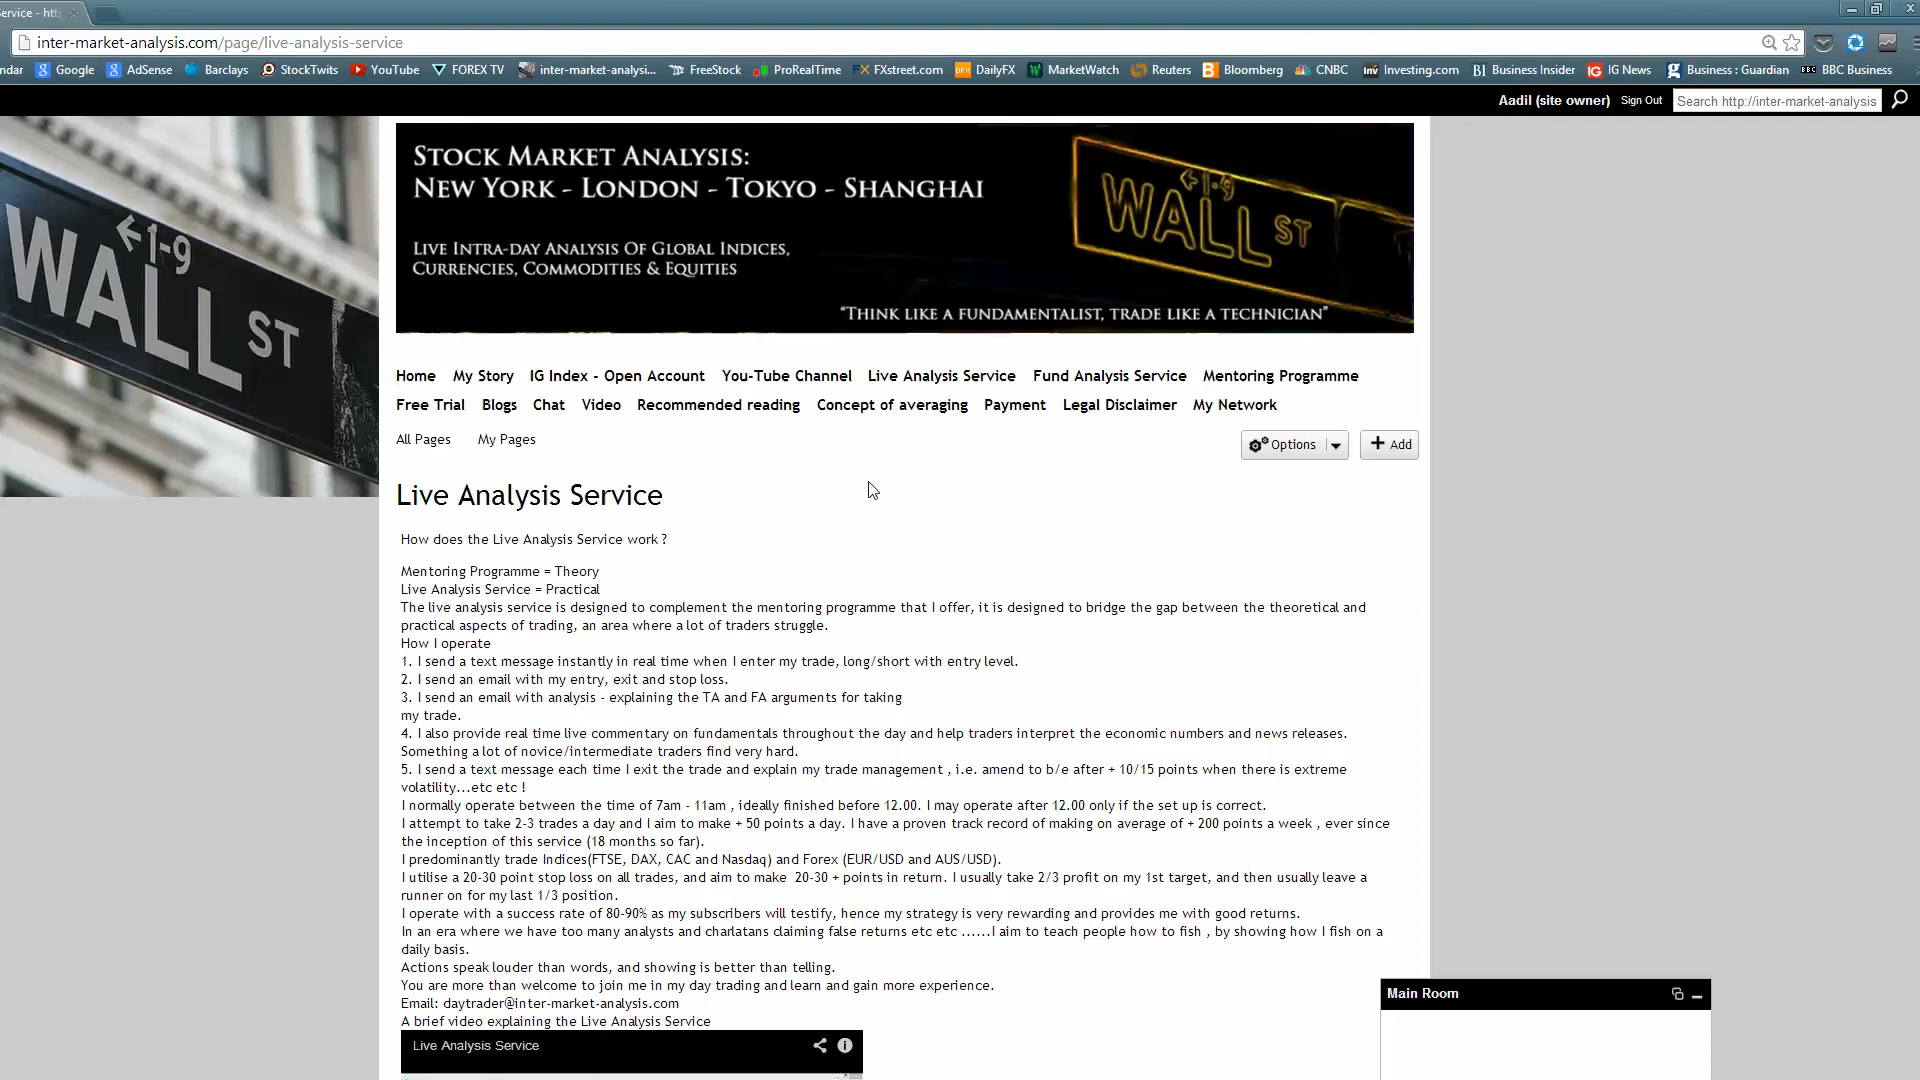 ervice - htt
inter-market-analysis.com/page/live-analysis-service
ndar Google AdSense Barclays StockTwits YouTube FOREX TV inter-market-analysi... FreeStock ProRealTime FXstreet.com DailyFX MarketWatch Reuters Bloomberg CNBC Investing.com Business Insider IG News Business : Guardian BBC Business
Aadil (site owner) Sign Out Search http://inter-market-analysis
STOCK MARKET ANALYSIS:
NEW YORK - LONDON - TOKYO - SHANGHAI
LIVE INTRA-DAY ANALYSIS OF GLOBAL INDICES,
CURRENCIES, COMMODITIES & EQUITIES
"THINK LIKE A FUNDAMENTALIST, TRADE LIKE A TECHNICIAN"
←1-9
WALL ST
←1-9
WALL ST
Home My Story IG Index - Open Account You-Tube Channel Live Analysis Service Fund Analysis Service Mentoring Programme
Free Trial Blogs Chat Video Recommended reading Concept of averaging Payment Legal Disclaimer My Network
All Pages My Pages Options + Add
Live Analysis Service
How does the Live Analysis Service work ?
Mentoring Programme = Theory
Live Analysis Service = Practical
The live analysis service is designed to complement the mentoring programme that I offer, it is designed to bridge the gap between the theoretical and
practical aspects of trading, an area where a lot of traders struggle.
How I operate
1. I send a text message instantly in real time when I enter my trade, long/short with entry level.
2. I send an email with my entry, exit and stop loss.
3. I send an email with analysis - explaining the TA and FA arguments for taking
my trade.
4. I also provide real time live commentary on fundamentals throughout the day and help traders interpret the economic numbers and news releases.
Something a lot of novice/intermediate traders find very hard.
5. I send a text message each time I exit the trade and explain my trade management , i.e. amend to b/e after + 10/15 points when there is extreme
volatility...etc etc !
I normally operate between the time of 7am - 11am , ideally finished before 12.00. I may operate after 12.00 only if the set up is correct.
I attempt to take 2-3 trades a day and I aim to make + 50 points a day. I have a proven track record of making on average of + 200 points a week , ever since
the inception of this service (18 months so far).
I predominantly trade Indices(FTSE, DAX, CAC and Nasdaq) and Forex (EUR/USD and AUS/USD).
I utilise a 20-30 point stop loss on all trades, and aim to make 20-30 + points in return. I usually take 2/3 profit on my 1st target, and then usually leave a
runner on for my last 1/3 position.
I operate with a success rate of 80-90% as my subscribers will testify, hence my strategy is very rewarding and provides me with good returns.
In an era where we have too many analysts and charlatans claiming false returns etc etc ......I aim to teach people how to fish , by showing how I fish on a
daily basis.
Actions speak louder than words, and showing is better than telling.
You are more than welcome to join me in my day trading and learn and gain more experience.
Email: daytrader@inter-market-analysis.com
A brief video explaining the Live Analysis Service
Live Analysis Service
Main Room